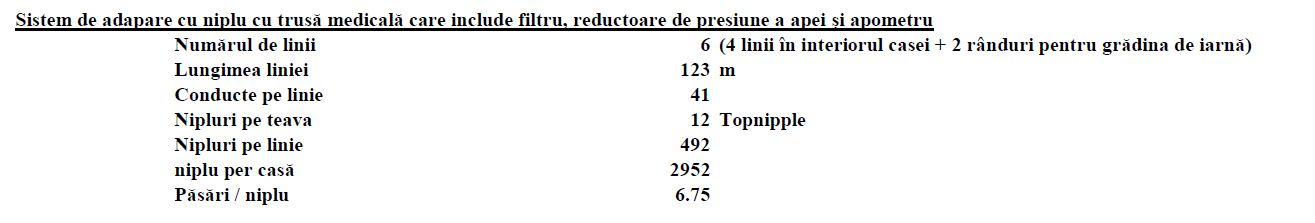 Sistem de adapare cu niplu cu trusă medicală care include filtru, reductoare de presiune a apei și apometru
Numărul de linii 6 (4 linii în interiorul casei + 2 rânduri pentru grădina de iarnă)
Lungimea liniei 123 m
Conducte pe linie 41
Nipluri pe teava 12 Topnipple
Nipluri pe linie 492
niplu per casă 2952
Păsări / niplu 6.75